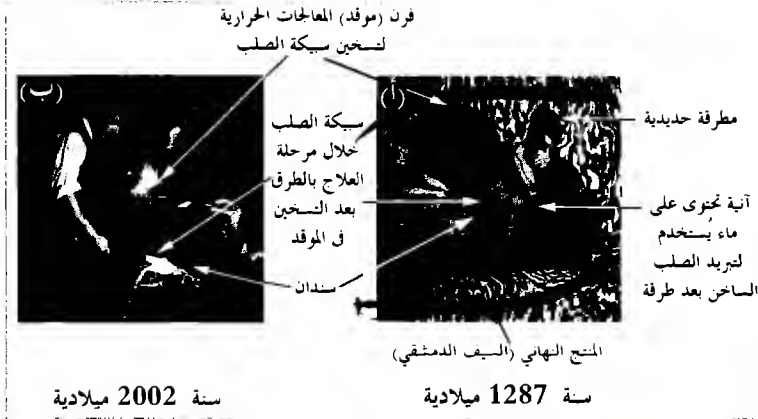 فرن (موقد) المعالجات الحرارية
لتسخين سبيكة الصلب
(أ)
(ب)
مطرقة حديدية
سبيكة الصلب
خلال مرحلة
العلاج بالطرق
بعد التسخين
فى الموقد
آنية تحتوى على
ماء يُستخدم
لتبريد الصلب
الساخن بعد طرقة
سندان
المنتج النهائي (السيف الدمشقي)
سنة 1287 ميلادية
سنة 2002 ميلادية